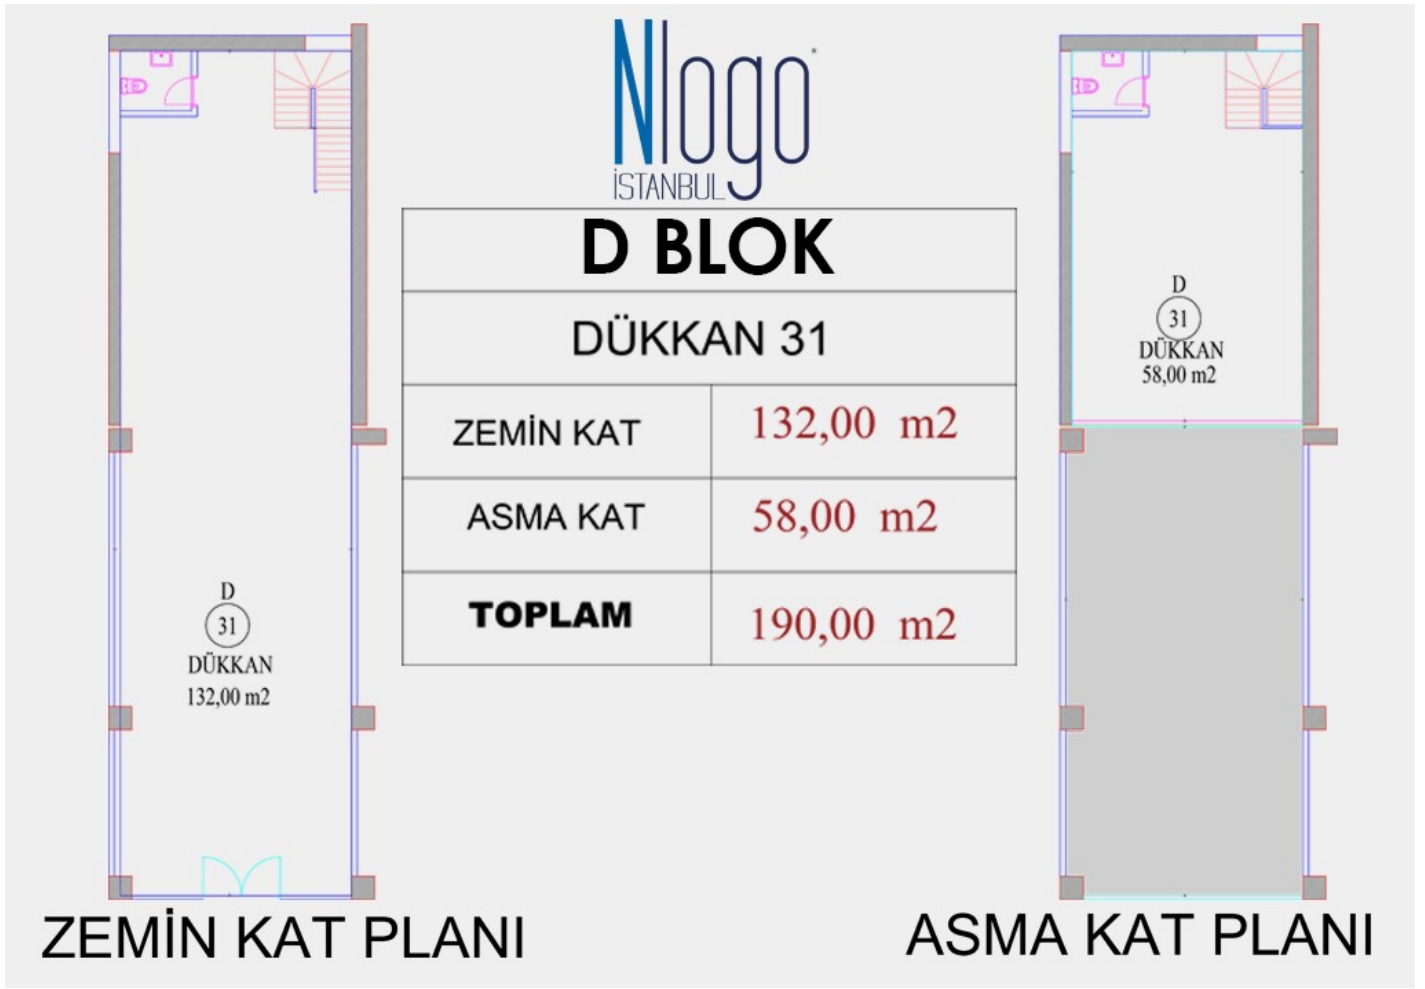 Nlogo
İSTANBUL
D BLOK
DÜKKAN 31
ZEMİN KAT 132,00 m2
ASMA KAT 58,00 m2
TOPLAM 190,00 m2
D
31
DÜKKAN
132,00 m2
ZEMİN KAT PLANI
D
31
DÜKKAN
58,00 m2
ASMA KAT PLANI